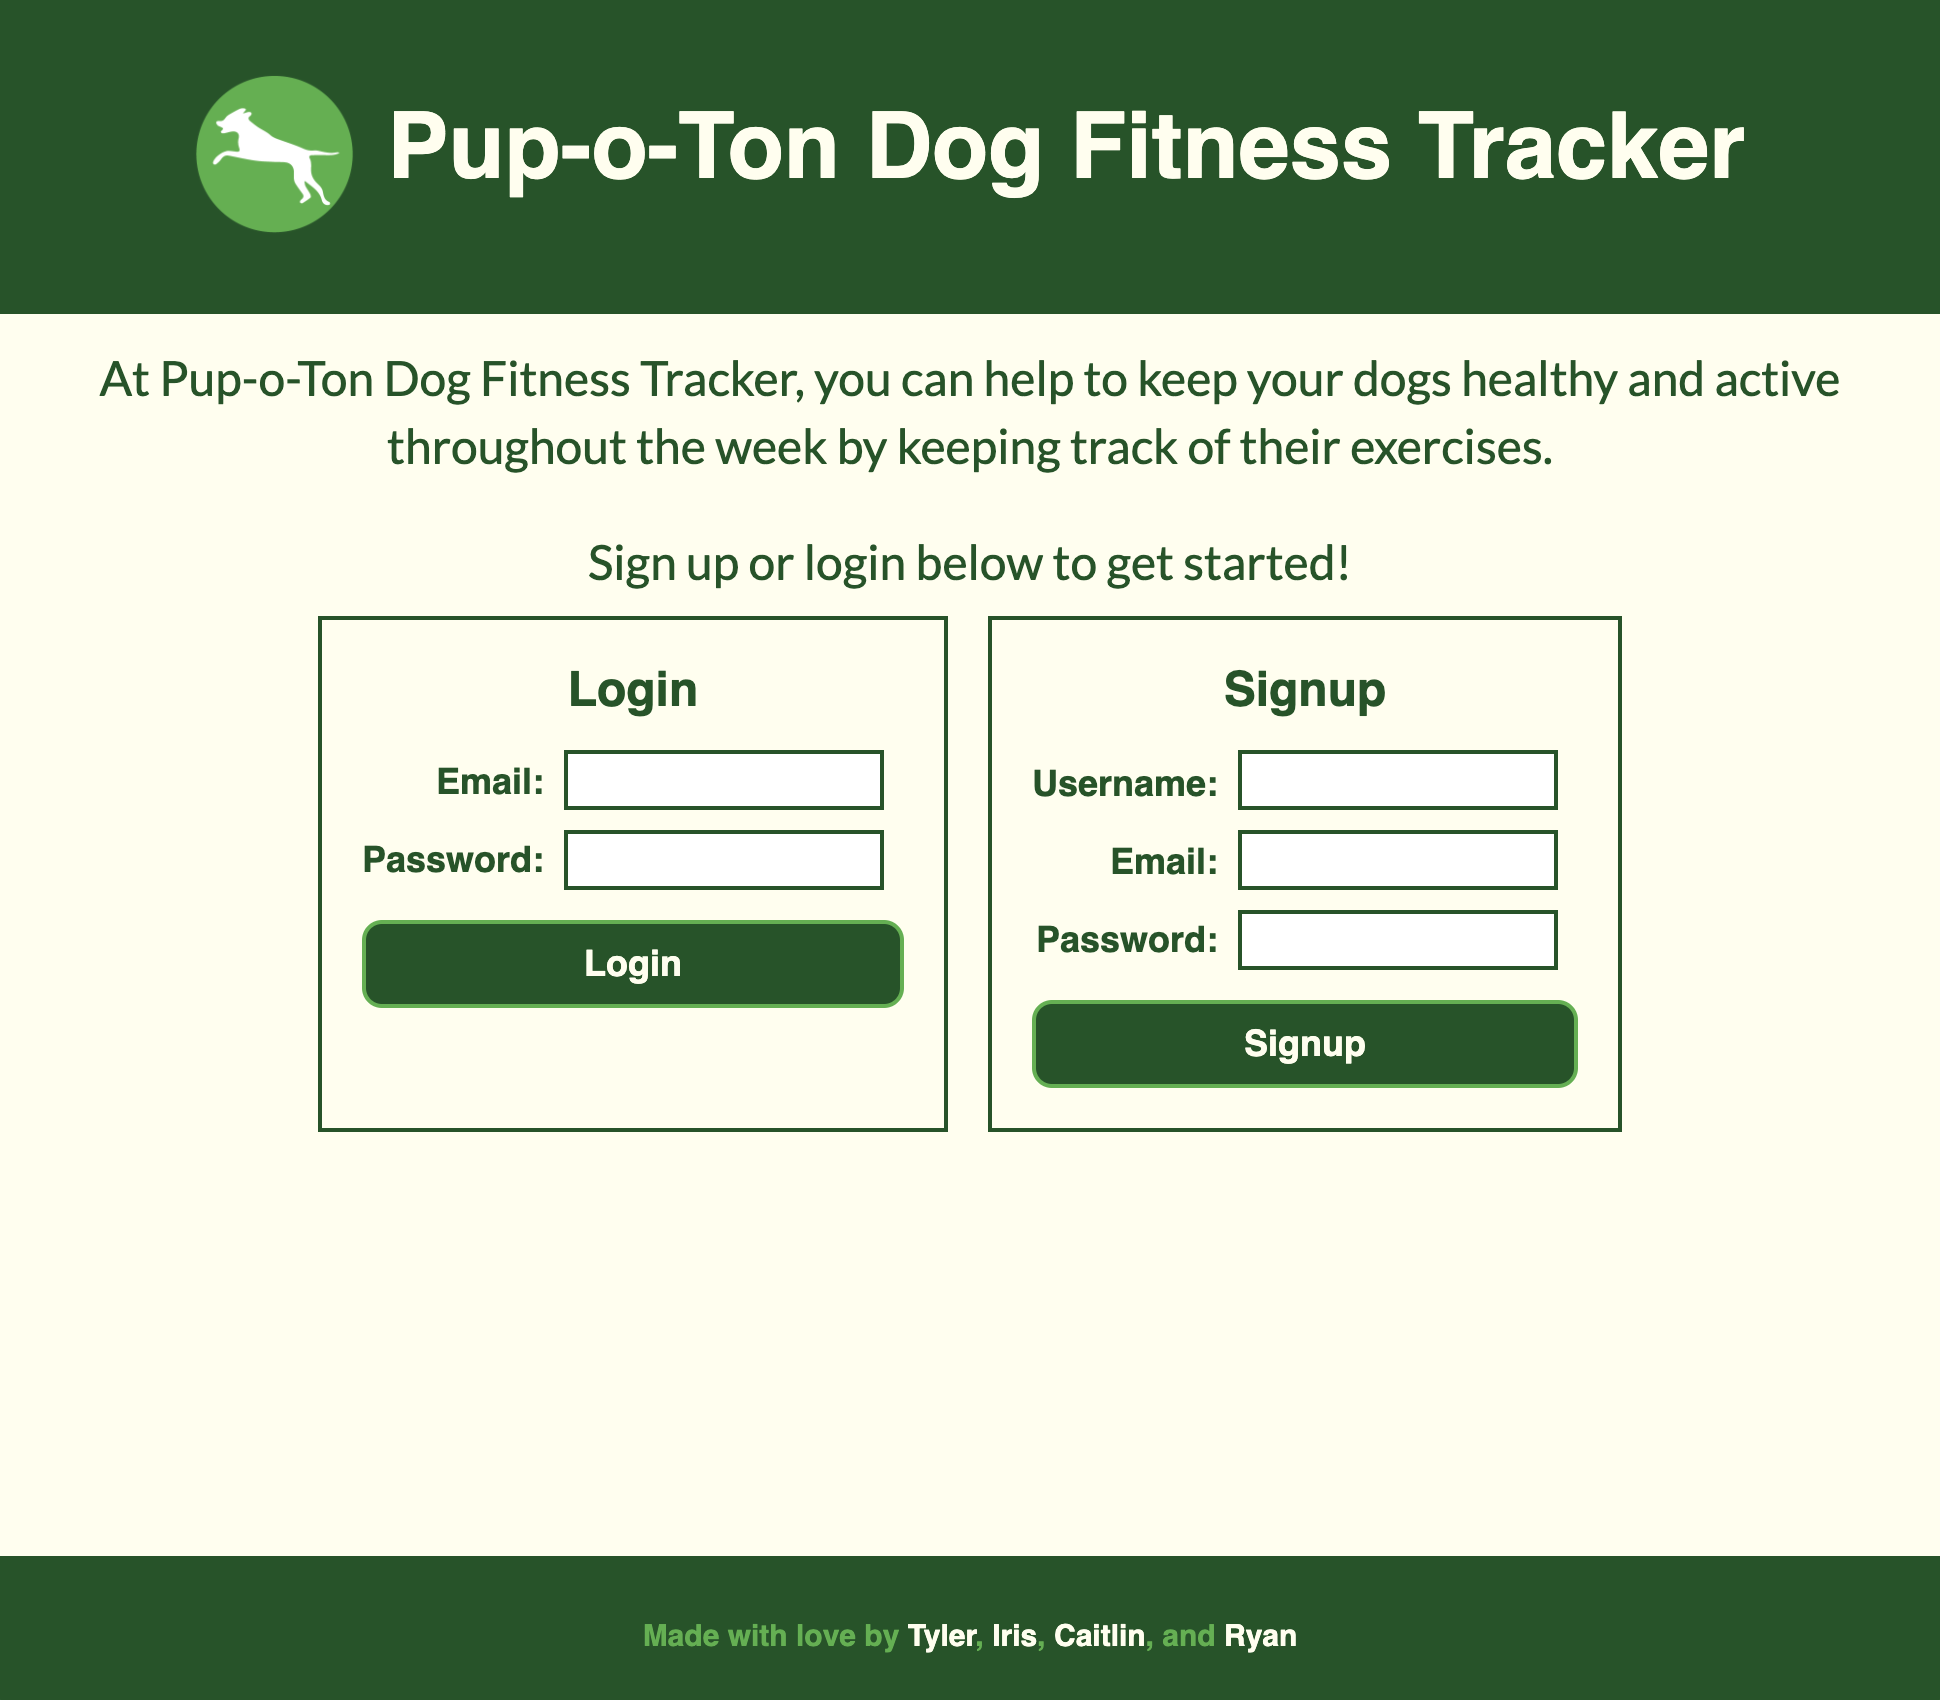 Pup-o-Ton Dog Fitness Tracker
At Pup-o-Ton Dog Fitness Tracker, you can help to keep your dogs healthy and active
throughout the week by keeping track of their exercises.
Sign up or login below to get started!
Login
Email:
Password:
Login
Signup
Username:
Email:
Password:
Signup
Made with love by Tyler, Iris, Caitlin, and Ryan